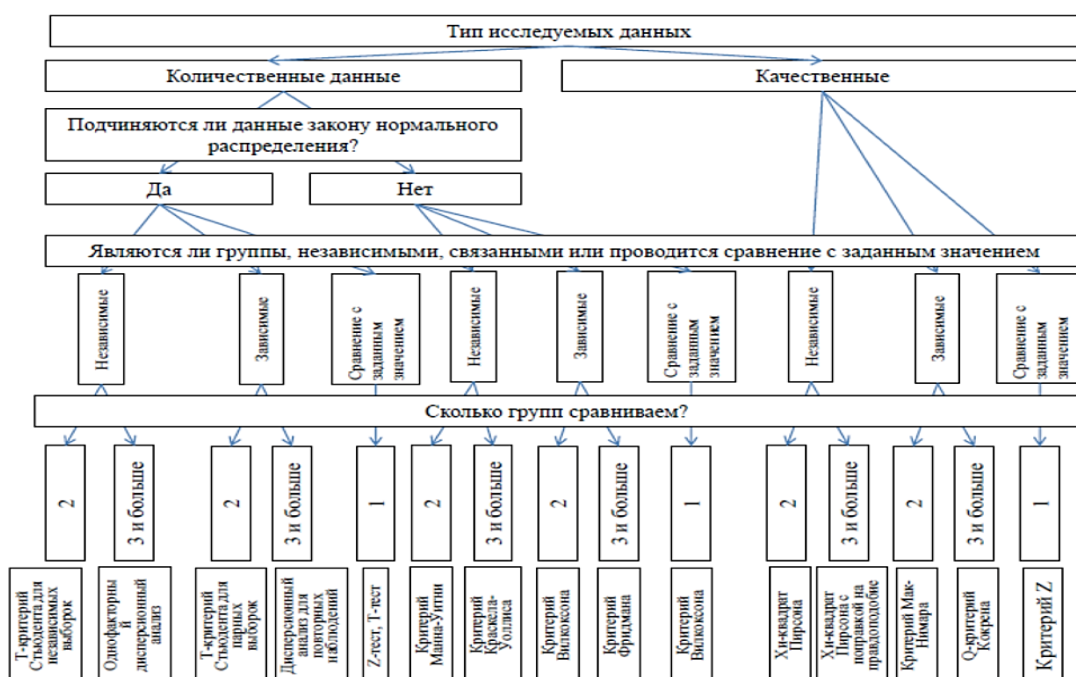 Тип исследуемых данных
Количественные данные
Качественные
Подчиняются ли данные закону нормального
распределения?
Да
Нет
Являются ли группы, независимыми, связанными или проводится сравнение с заданным значением
Независимые
Зависимые
Сравнение с
заданным
значением
Независимые
Зависимые
Сравнение с
заданным
значением
Независимые
Зависимые
Сравнение с
заданным
значением
Сколько групп сравниваем?
2
3 и больше
2
3 и больше
1
2
3 и больше
2
3 и больше
1
2
3 и больше
2
3 и больше
1
Т-критерий
Стьюдента для
независимых
выборок
Однофакторны
й
дисперсионный
анализ
Т-критерий
Стьюдента для
парных
выборок
Дисперсионный
анализ для
повторных
наблюдений
Z-тест, Т-тест
Критерий
Манна-Уитни
Критерий
Краскела-
Уоллиса
Критерий
Вилкоксона
Критерий
Фридмана
Критерий
Вилкоксона
Хи-квадрат
Пирсона
Хи-квадрат
Пирсона с
поправкой на
правдоподобие
Критерий Мак-
Нимара
Q-критерий
Кокрена
Критерий Z